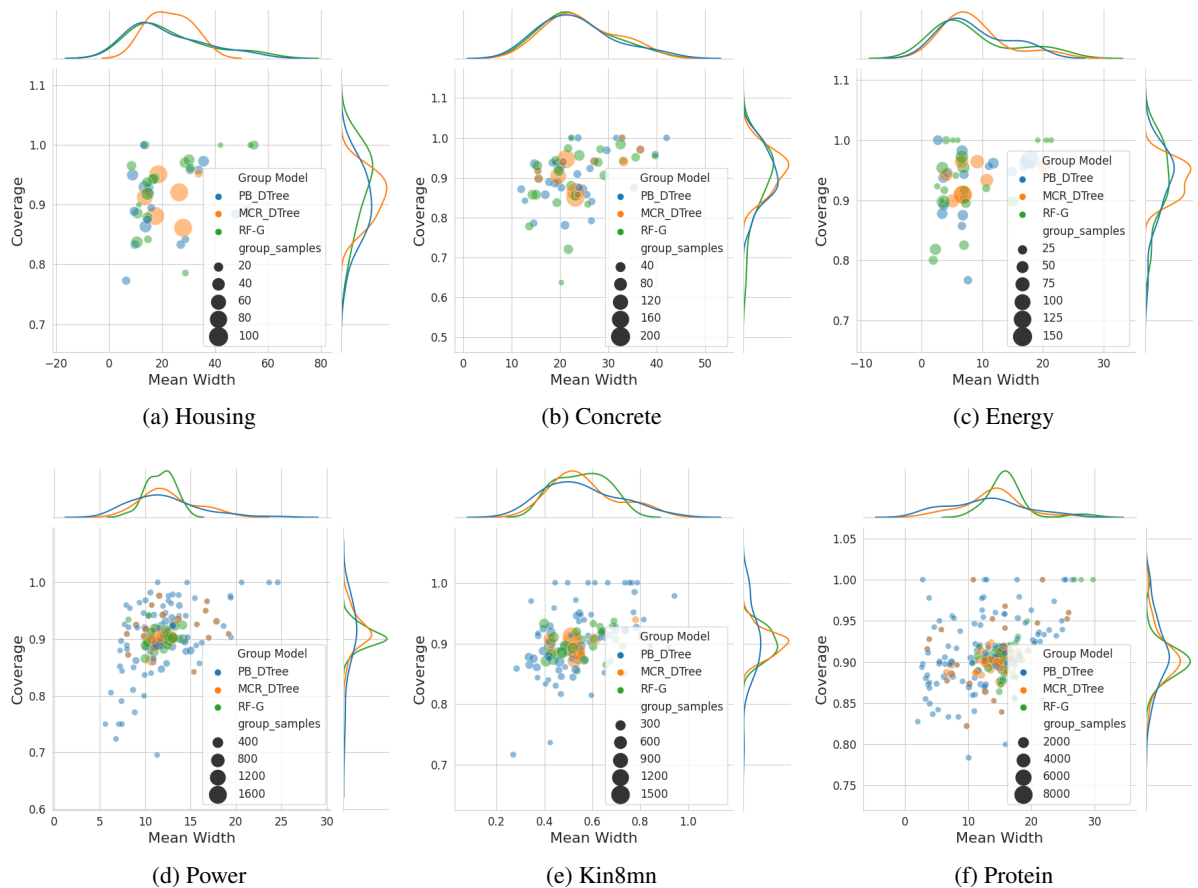 1.1
1.0
0.9
0.8
0.7
Coverage
−20 0 20 40 60 80
Mean Width
Group Model
PB_DTree
MCR_DTree
RF-G
group_samples
20
40
60
80
100
(a) Housing
1.1
1.0
0.9
0.8
0.7
0.6
0.5
Coverage
0 10 20 30 40 50
Mean Width
Group Model
PB_DTree
MCR_DTree
RF-G
group_samples
40
80
120
160
200
(b) Concrete
1.1
1.0
0.9
0.8
0.7
Coverage
−10 0 10 20 30
Mean Width
Group Model
PB_DTree
MCR_DTree
RF-G
group_samples
25
50
75
100
125
150
(c) Energy
1.0
0.9
0.8
0.7
0.6
Coverage
0 5 10 15 20 25 30
Mean Width
Group Model
PB_DTree
MCR_DTree
RF-G
group_samples
400
800
1200
1600
(d) Power
1.1
1.0
0.9
0.8
0.7
Coverage
0.2 0.4 0.6 0.8 1.0
Mean Width
Group Model
PB_DTree
MCR_DTree
RF-G
group_samples
300
600
900
1200
1500
(e) Kin8mn
1.05
1.00
0.95
0.90
0.85
0.80
0.75
Coverage
0 10 20 30
Mean Width
Group Model
PB_DTree
MCR_DTree
RF-G
group_samples
2000
4000
6000
8000
(f) Protein